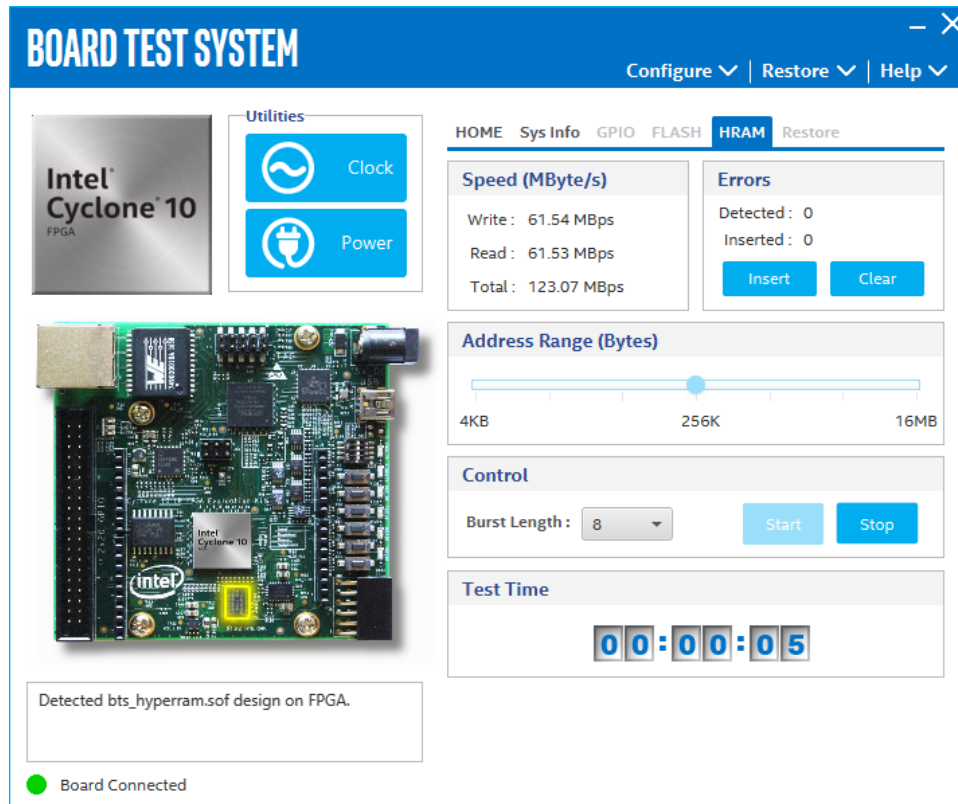 BOARD TEST SYSTEM
Configure
Restore
Help
Intel®
Cyclone® 10
FPGA
Utilities
Clock
Power
HOME Sys Info GPIO FLASH HRAM Restore
Speed (MByte/s)
Write : 61.54 MBps
Read : 61.53 MBps
Total : 123.07 MBps
Errors
Detected : 0
Inserted : 0
Insert
Clear
Address Range (Bytes)
4KB 256K 16MB
Control
Burst Length : 8
Start
Stop
Test Time
00:00:05
Intel
Cyclone 10
intel
Detected bts_hyperram.sof design on FPGA.
Board Connected